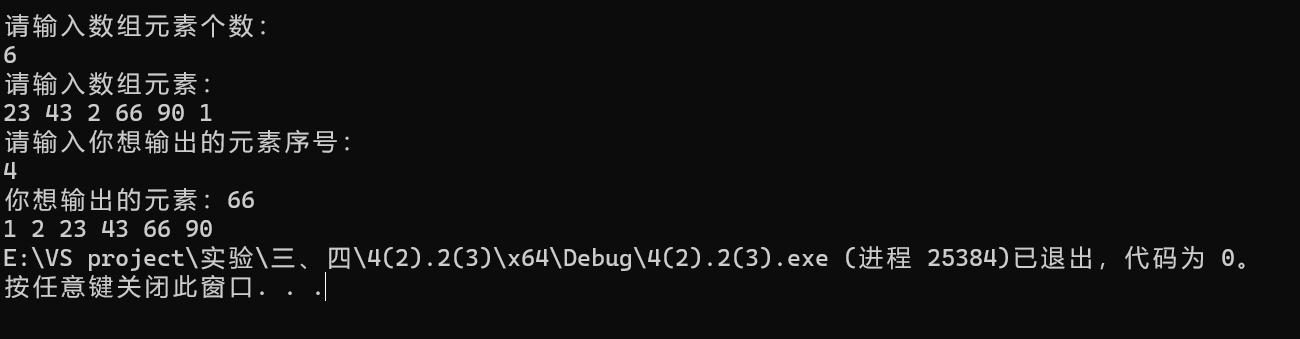 请输入数组元素个数：
6
请输入数组元素：
23 43 2 66 90 1
请输入你想输出的元素序号：
4
你想输出的元素：66
1 2 23 43 66 90
E:\VS project\实验\三、四\4(2).2(3)\x64\Debug\4(2).2(3).exe (进程 25384)已退出，代码为 0。
按任意键关闭此窗口. . .